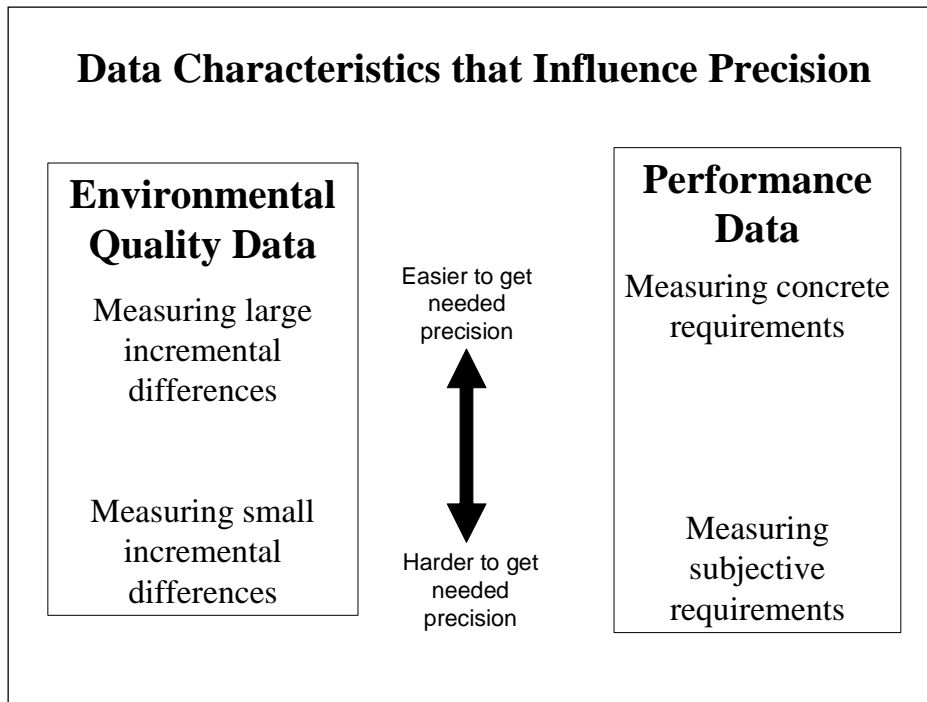 Data Characteristics that Influence Precision
Environmental
Quality Data
Measuring large
incremental
differences
Measuring small
incremental
differences
Easier to get
needed
precision
Harder to get
needed
precision
Performance
Data
Measuring concrete
requirements
Measuring
subjective
requirements